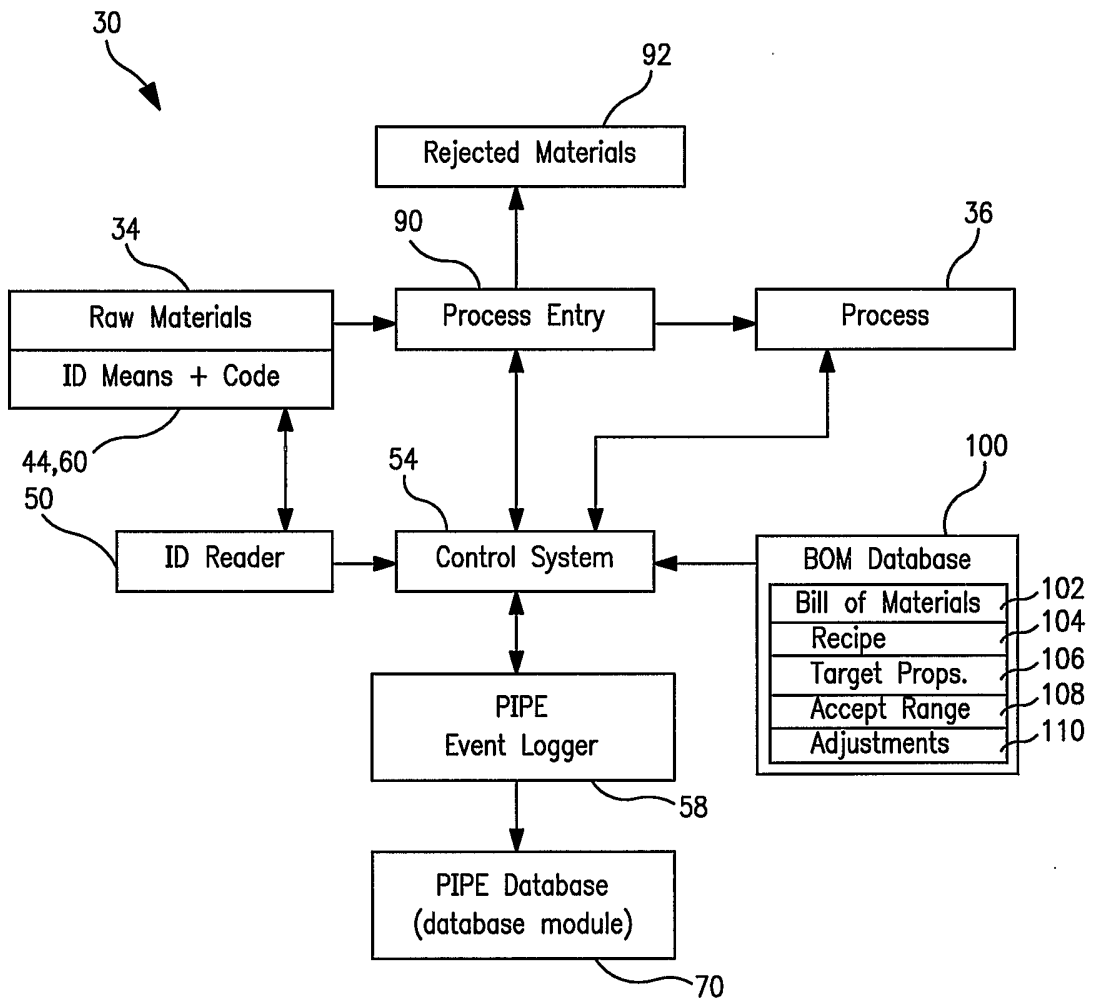 30
92
Rejected Materials
34
90
36
Raw Materials
Process Entry
Process
ID Means + Code
44,60
50
54
100
ID Reader
Control System
BOM Database
Bill of Materials
102
Recipe
104
Target Props.
106
Accept Range
108
Adjustments
110
PIPE
Event Logger
58
PIPE Database
(database module)
70